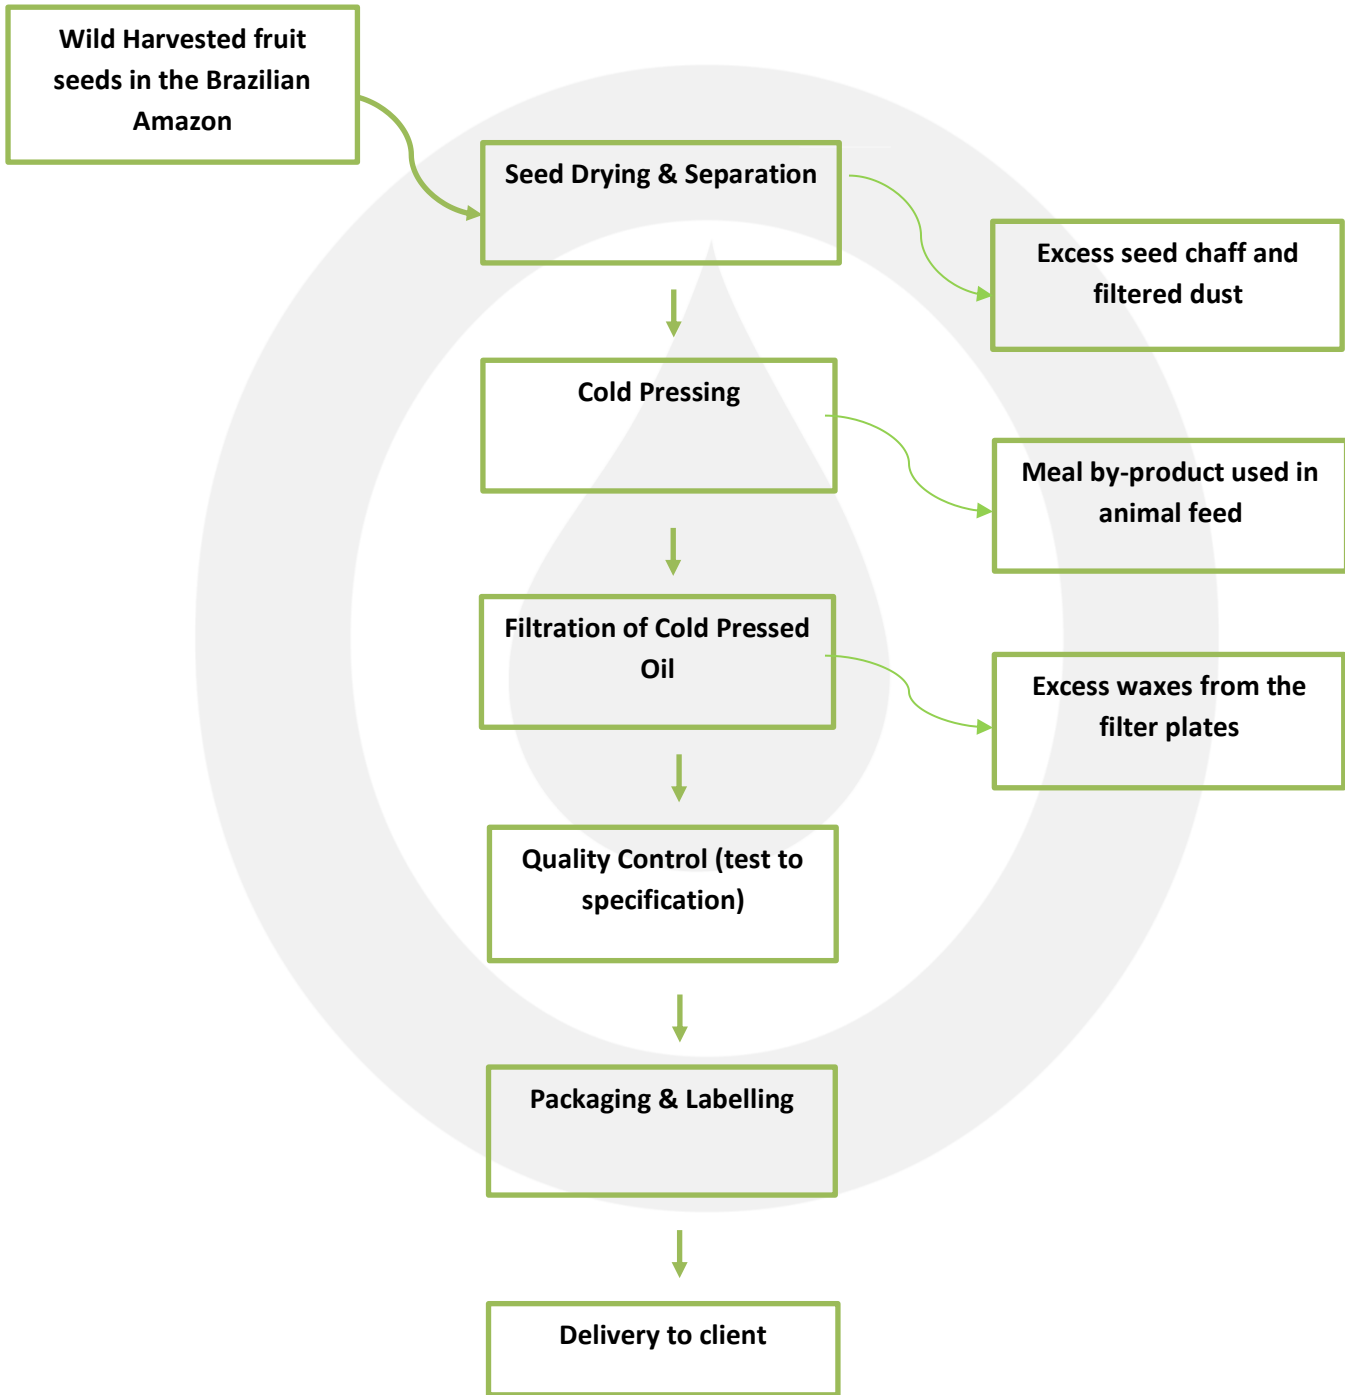 Wild Harvested fruit
seeds in the Brazilian
Amazon
Seed Drying & Separation
Excess seed chaff and
filtered dust
Cold Pressing
Meal by-product used in
animal feed
Filtration of Cold Pressed
Oil
Excess waxes from the
filter plates
Quality Control (test to
specification)
Packaging & Labelling
Delivery to client